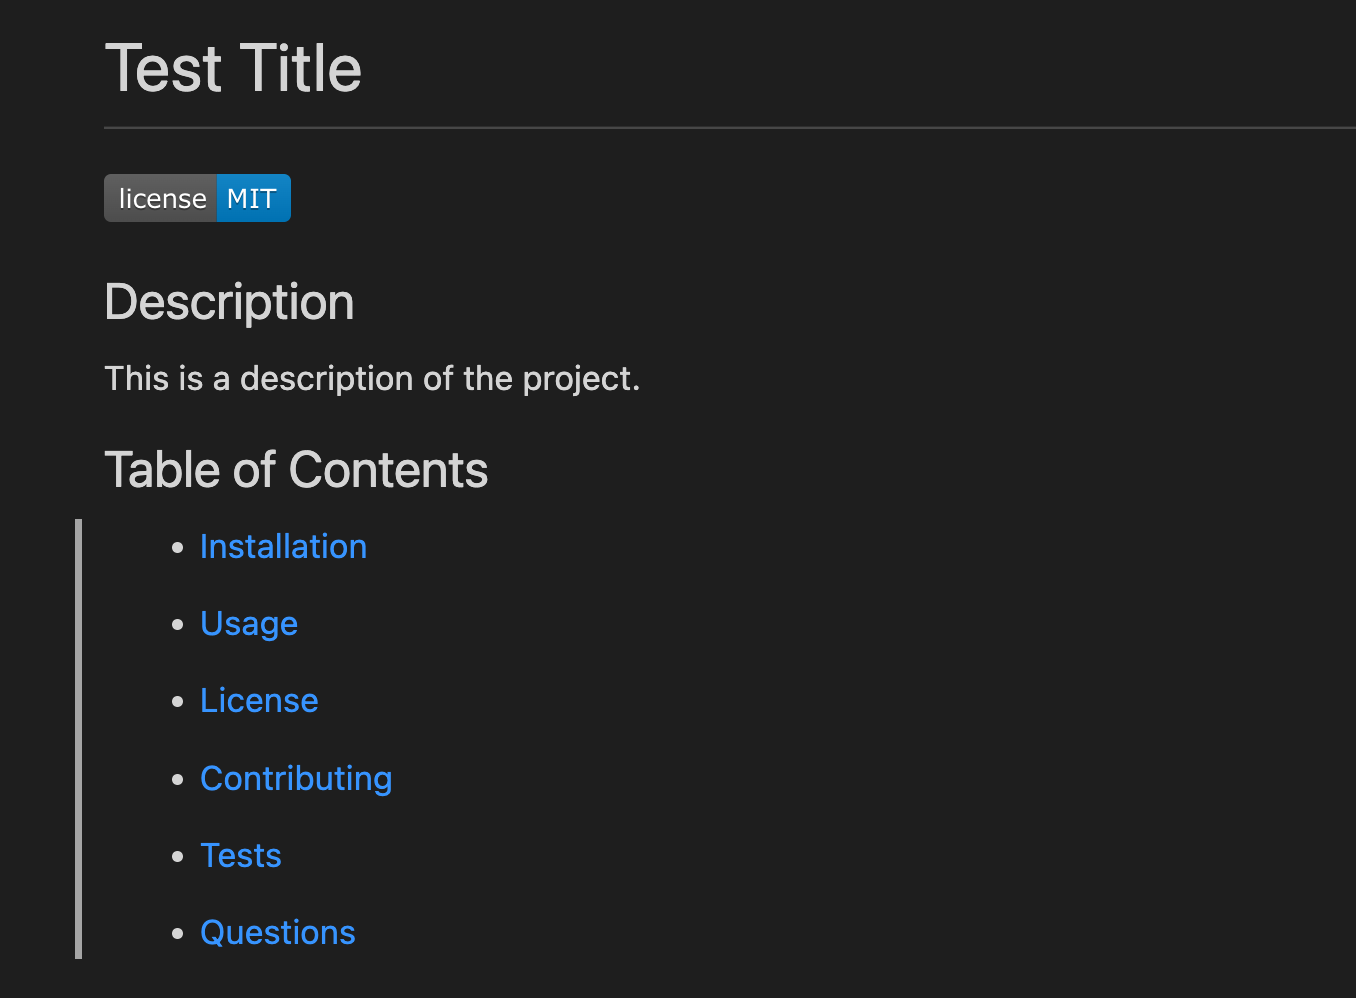 Test Title
license MIT
Description
This is a description of the project.
Table of Contents
Installation
Usage
License
Contributing
Tests
Questions